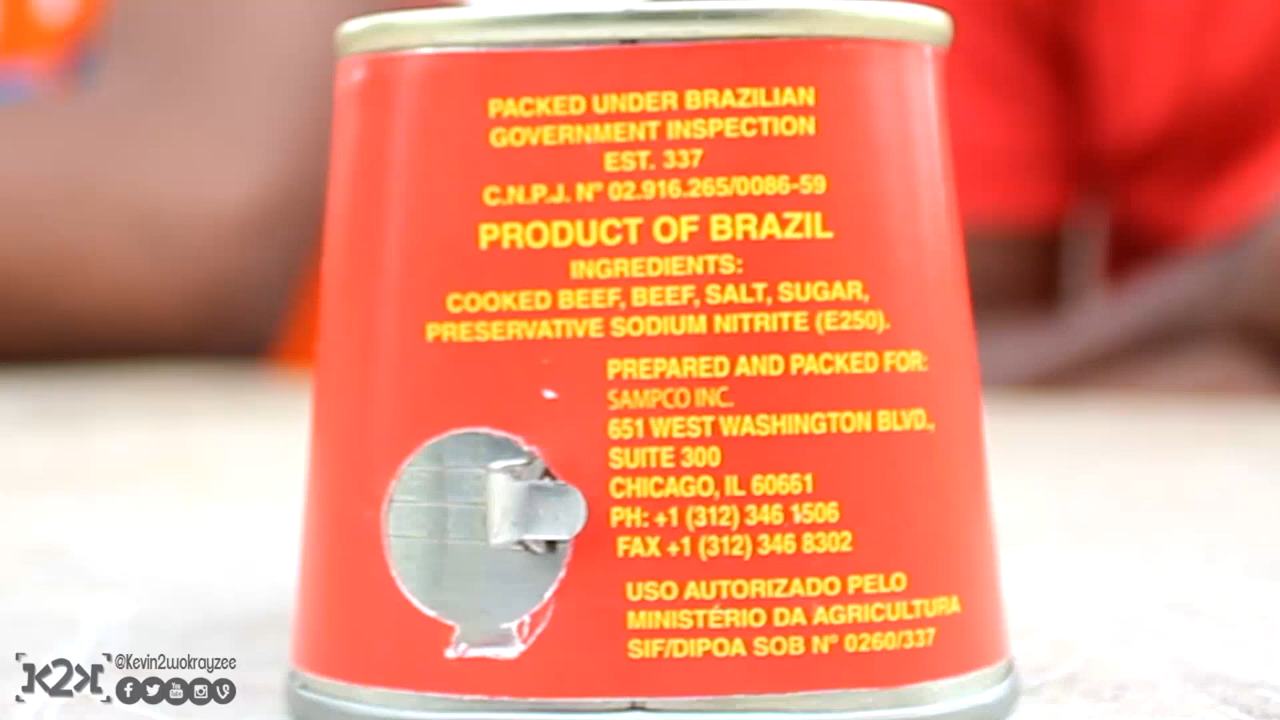 PACKED UNDER BRAZILIAN
GOVERNMENT INSPECTION
EST. 337
C.N.P.J. Nº 02.916.265/0086-59
PRODUCT OF BRAZIL
INGREDIENTS:
COOKED BEEF, BEEF, SALT, SUGAR,
PRESERVATIVE SODIUM NITRITE (E250).
PREPARED AND PACKED FOR:
SAMPCO INC.
651 WEST WASHINGTON BLVD.,
SUITE 300
CHICAGO, IL 60661
PH: +1 (312) 346 1506
FAX +1 (312) 346 8302
USO AUTORIZADO PELO
MINISTÉRIO DA AGRICULTURA
SIF/DIPOA SOB Nº 0260/337
K2K
@Kevin2wokrayzee